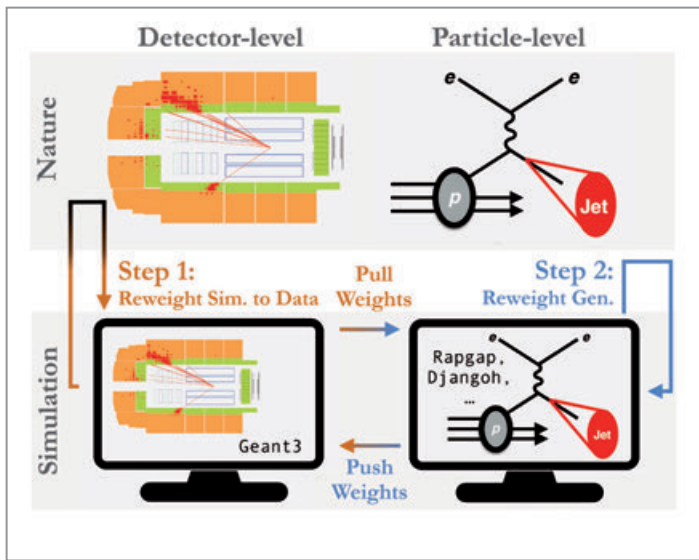 Detector-level
Particle-level
Nature
e
e
p
Jet
Step 1:
Reweight Sim. to Data
Pull
Weights
Step 2:
Reweight Gen.
Simulation
Geant3
Push
Weights
Rapgap,
Djangoh,
...
e
e
p
Jet